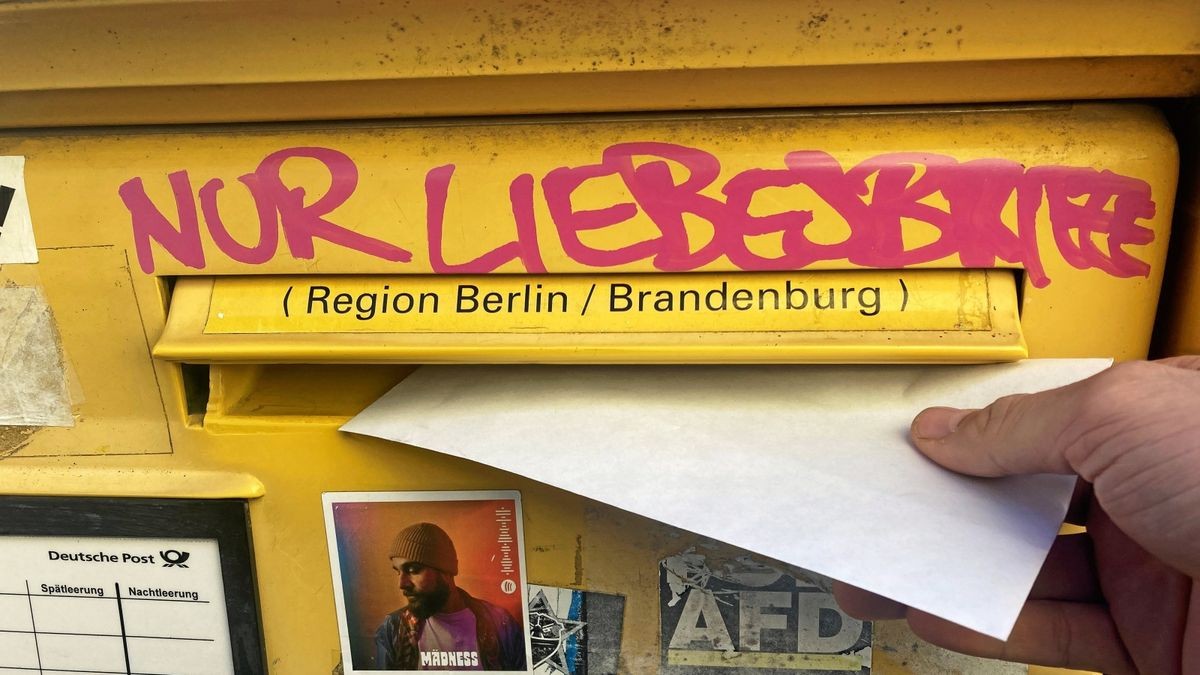 NUR LIEBESBRIEFE
( Region Berlin / Brandenburg )
Deutsche Post
Spätleerung Nachtleerung
MÄDNESS
AFD